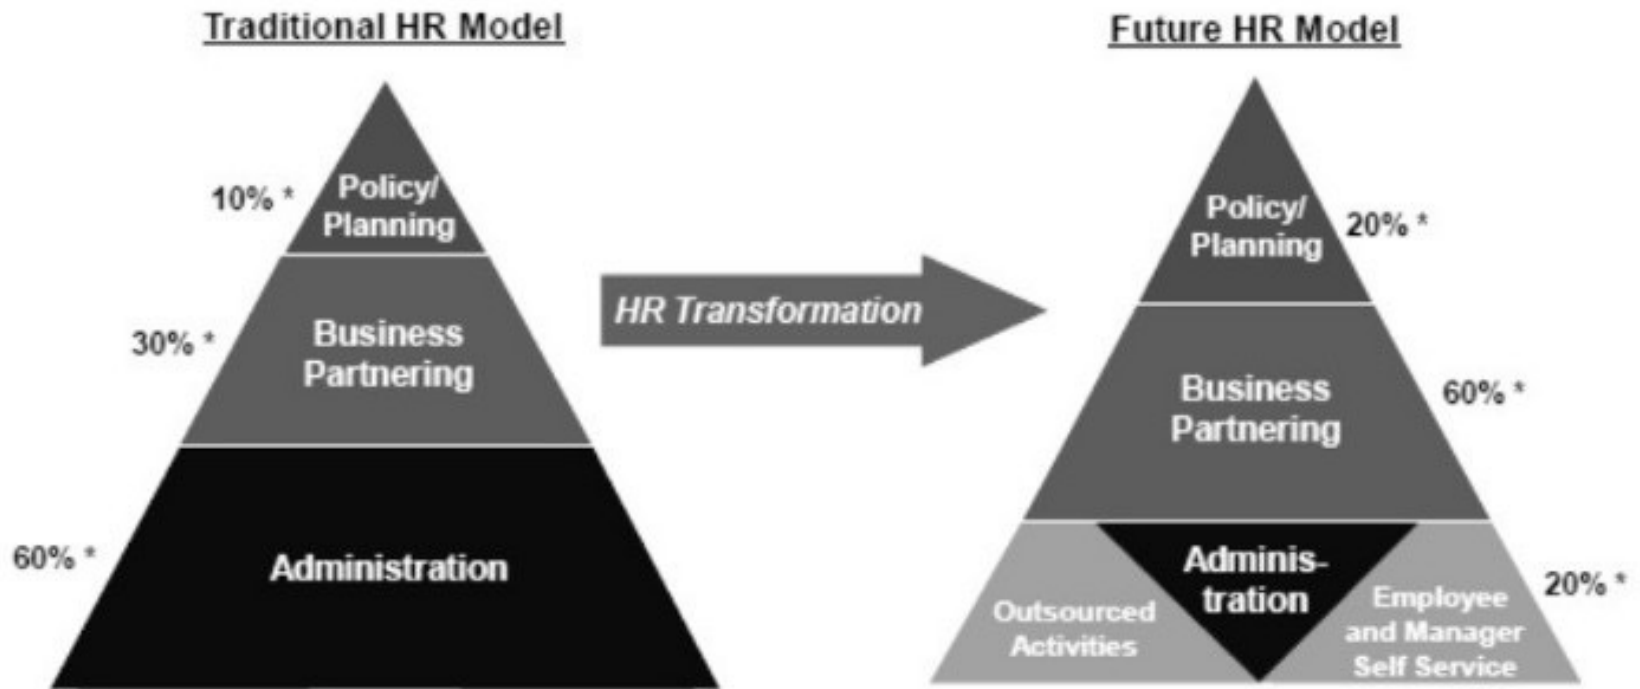 Traditional HR Model
10% *
Policy/
Planning
30% *
Business
Partnering
60% *
Administration
HR Transformation
Future HR Model
Policy/
Planning
20% *
Business
Partnering
60% *
Outsourced
Activities
Adminis-
tration
Employee
and Manager
Self Service
20% *